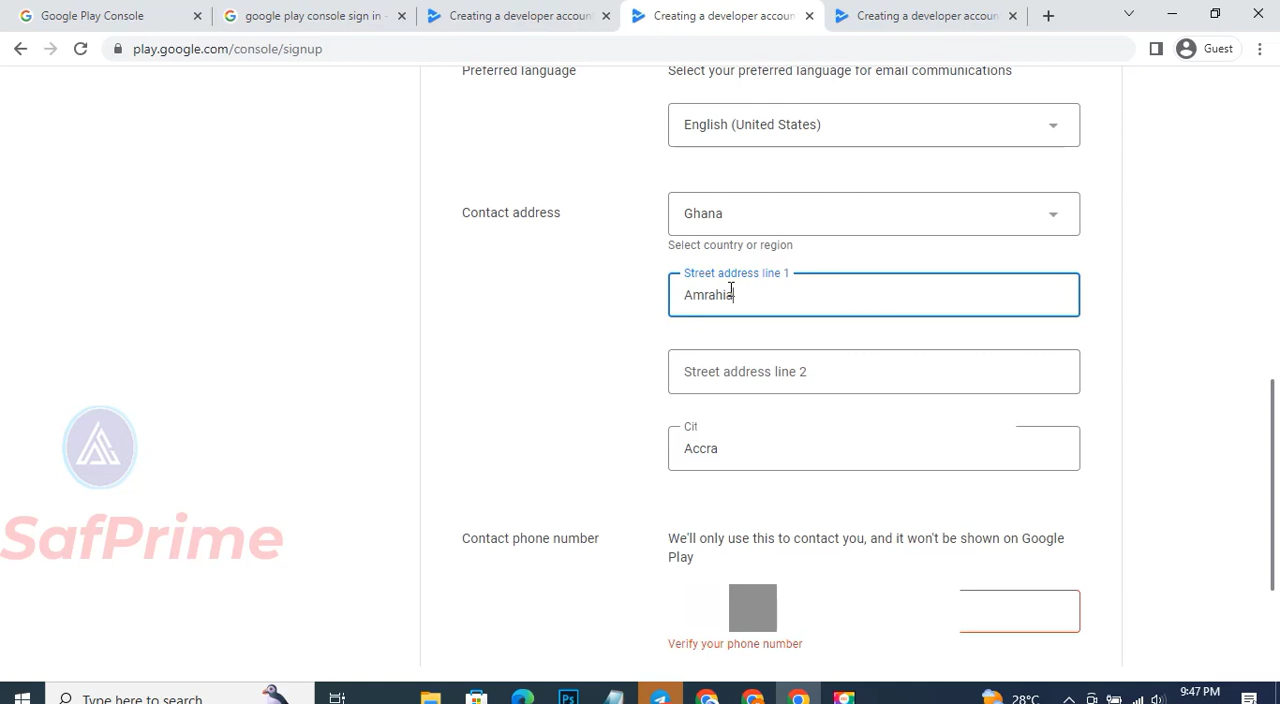 Google Play Console
google play console sign in -
Creating a developer accoun
Creating a developer accoun
Creating a developer accoun
play.google.com/console/signup
Guest
Preferred language
Select your preferred language for email communications
English (United States)
Contact address
Ghana
Select country or region
Street address line 1
Amrahia
Street address line 2
Cit
Accra
SafPrime
Contact phone number
We'll only use this to contact you, and it won't be shown on Google
Play
Verify your phone number
Type here to search
Ps
28°C
9:47 PM